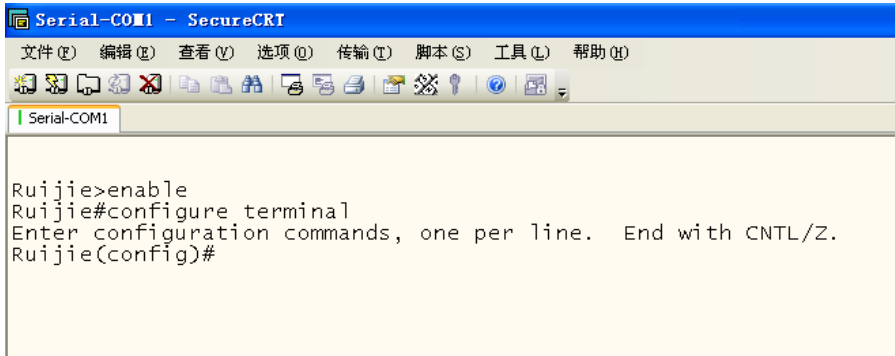 Serial-COM1 - SecureCRT
文件(F) 编辑(E) 查看(V) 选项(O) 传输(T) 脚本(S) 工具(L) 帮助(H)
Serial-COM1
Ruijie>enable
Ruijie#configure terminal
Enter configuration commands, one per line.  End with CNTL/Z.
Ruijie(config)#